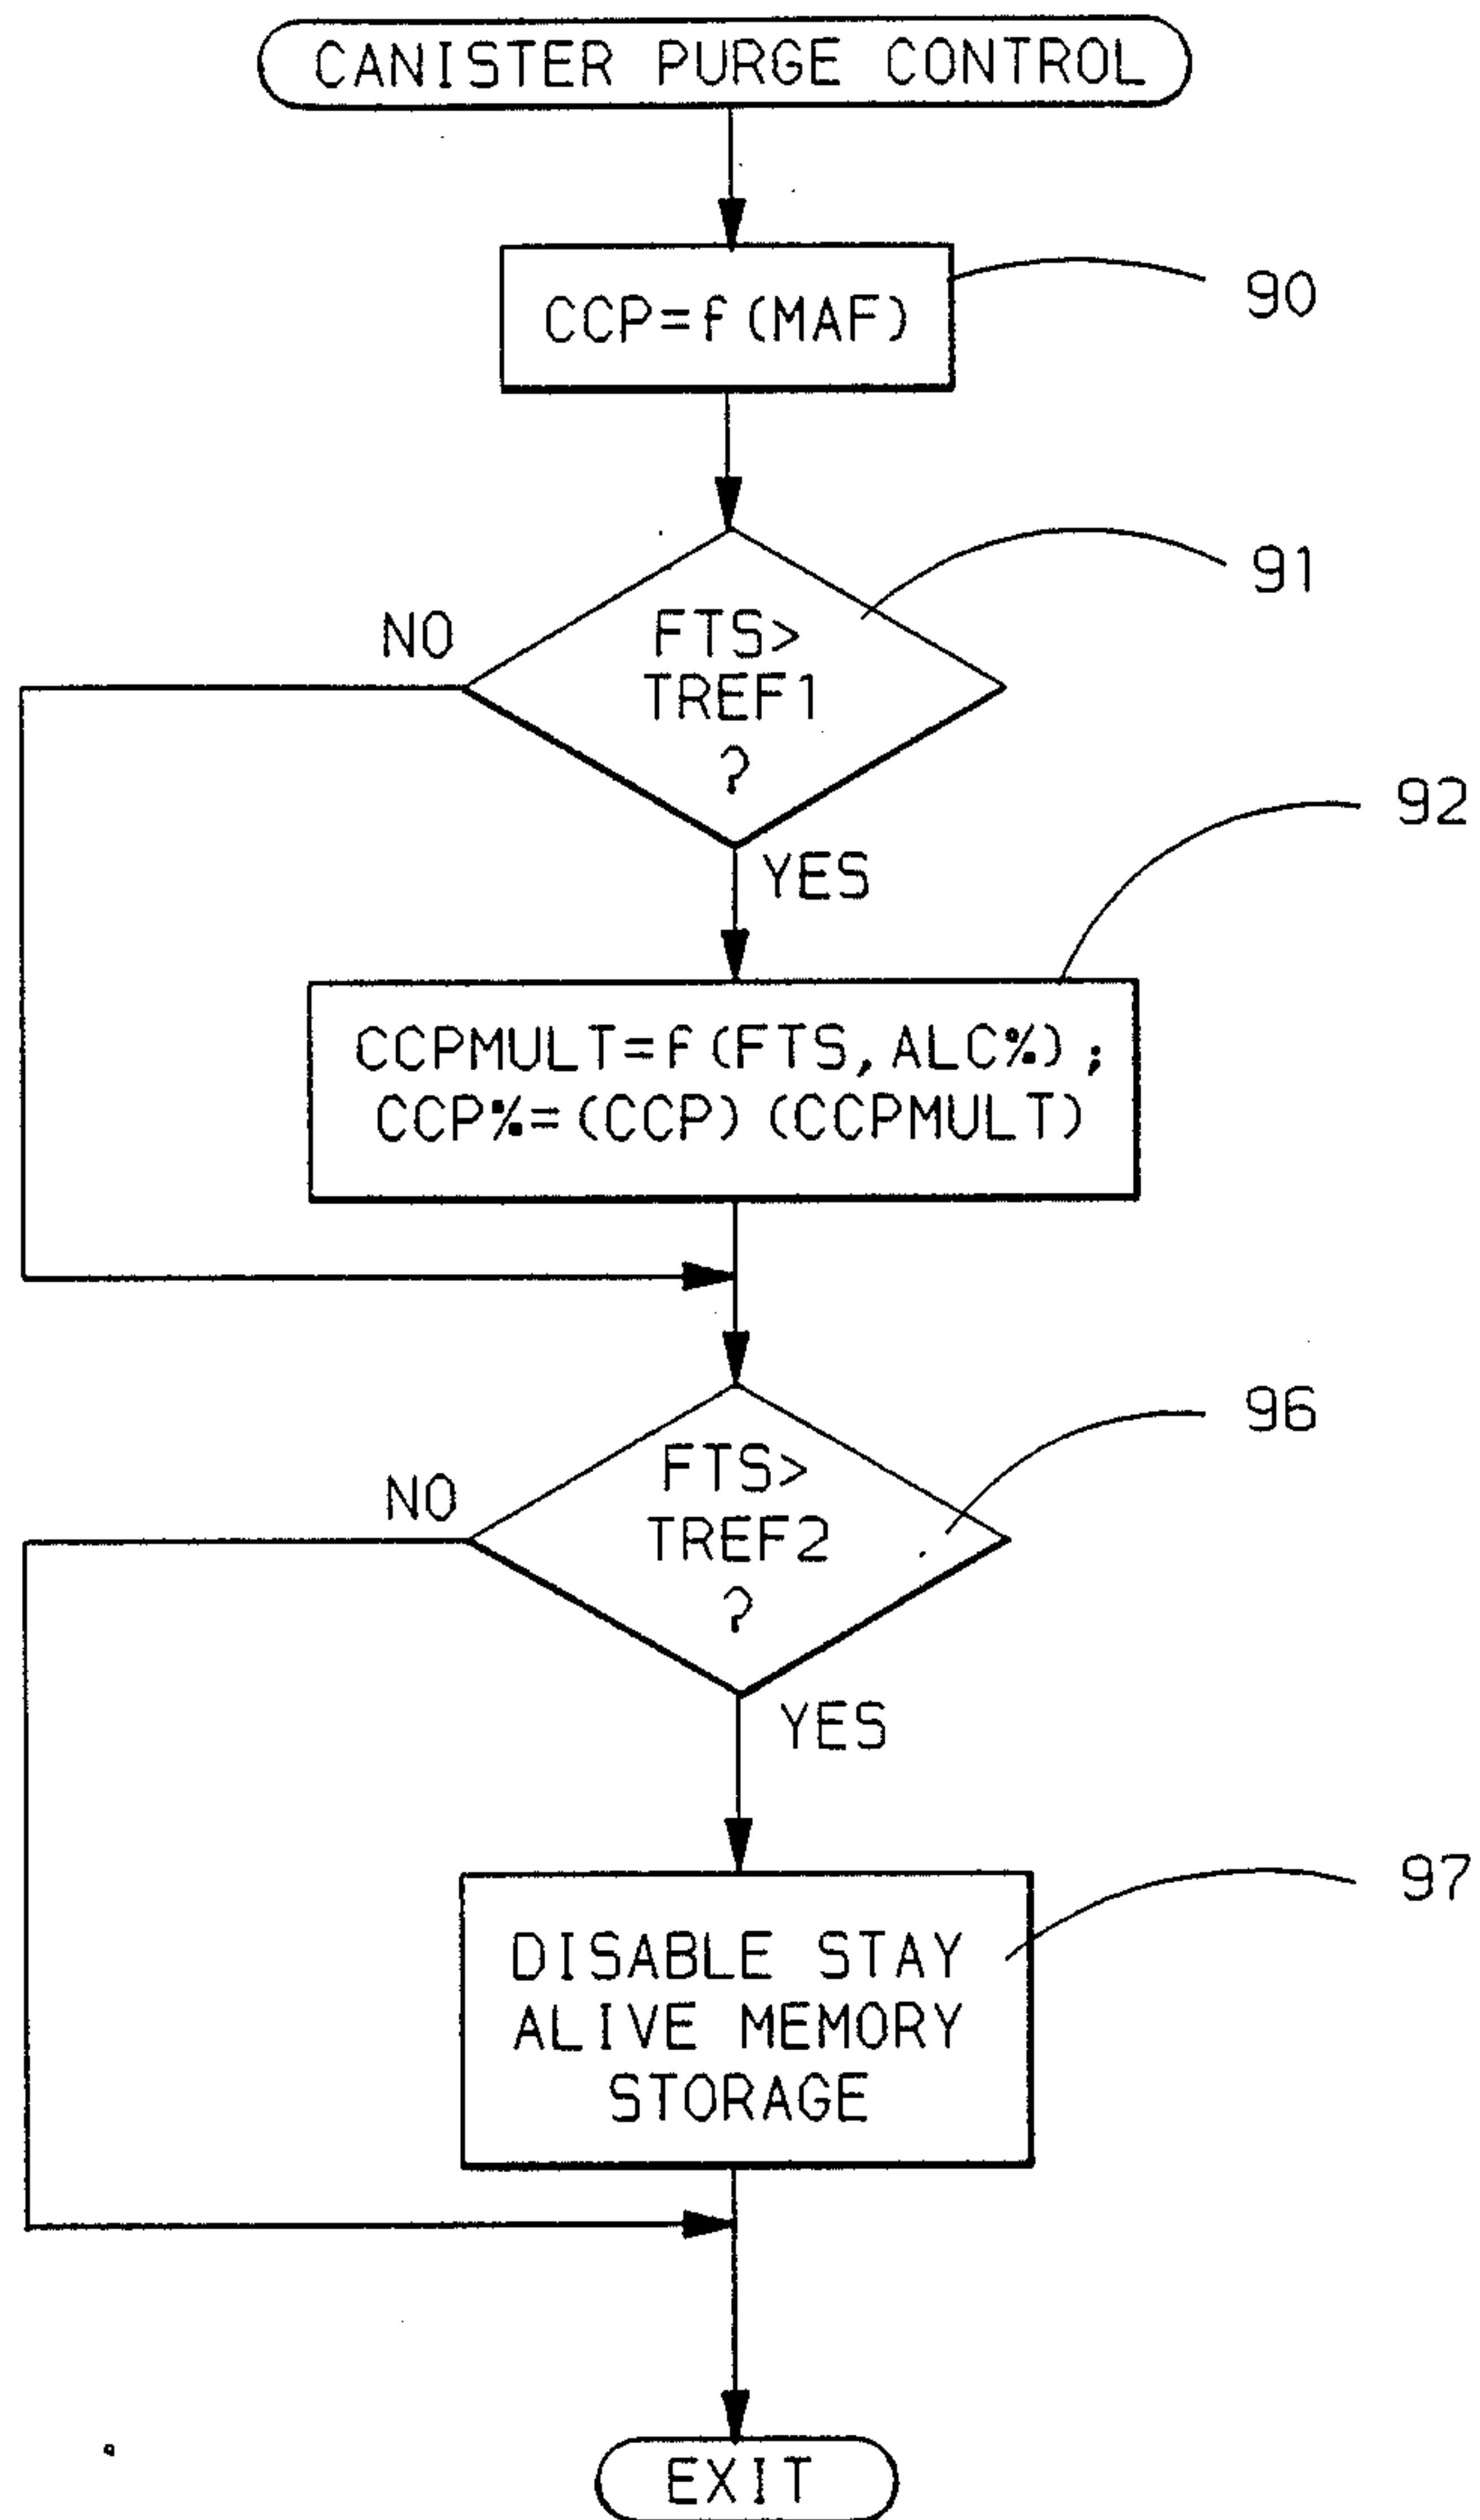 CANISTER PURGE CONTROL
CCP=f(MAF)
90
91
NO
FTS>
TREF1
?
YES
92
CCPMULT=f(FTS,ALC%);
CCP%=(CCP)(CCPMULT)
96
NO
FTS>
TREF2
?
YES
97
DISABLE STAY
ALIVE MEMORY
STORAGE
EXIT